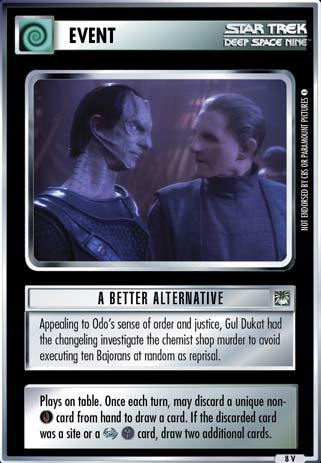 EVENT
STAR TREK
DEEP SPACE NINE
NOT ENDORSED BY CBS OR PARAMOUNT PICTURES
A BETTER ALTERNATIVE
Appealing to Odo's sense of order and justice, Gul Dukat had
the changeling investigate the chemist shop murder to avoid
executing ten Bajorans at random as reprisal.
Plays on table. Once each turn, may discard a unique non-
card from hand to draw a card. If the discarded card
was a site or a card, draw two additional cards.
8 V